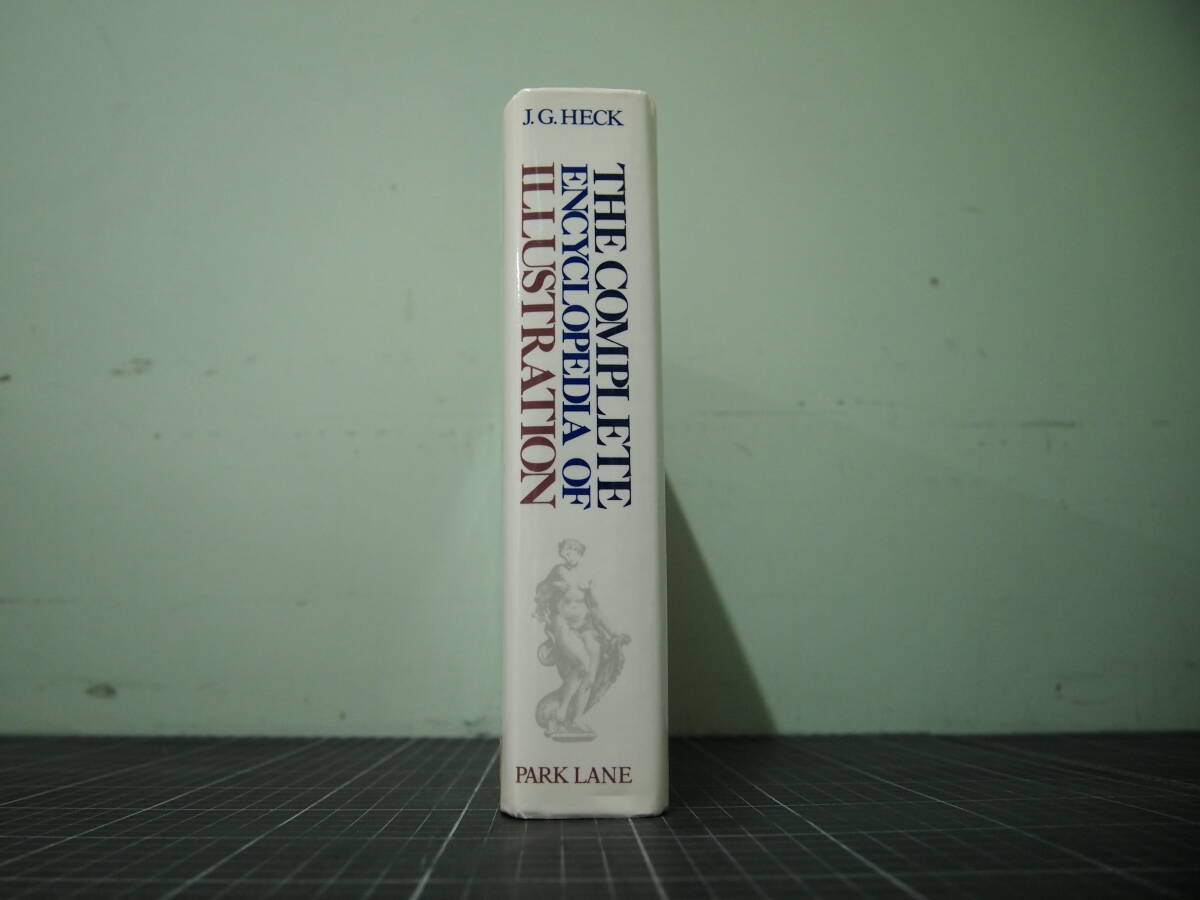 J. G. HECK
THE COMPLETE
ENCYCLOPEDIA OF
ILLUSTRATION
PARK LANE